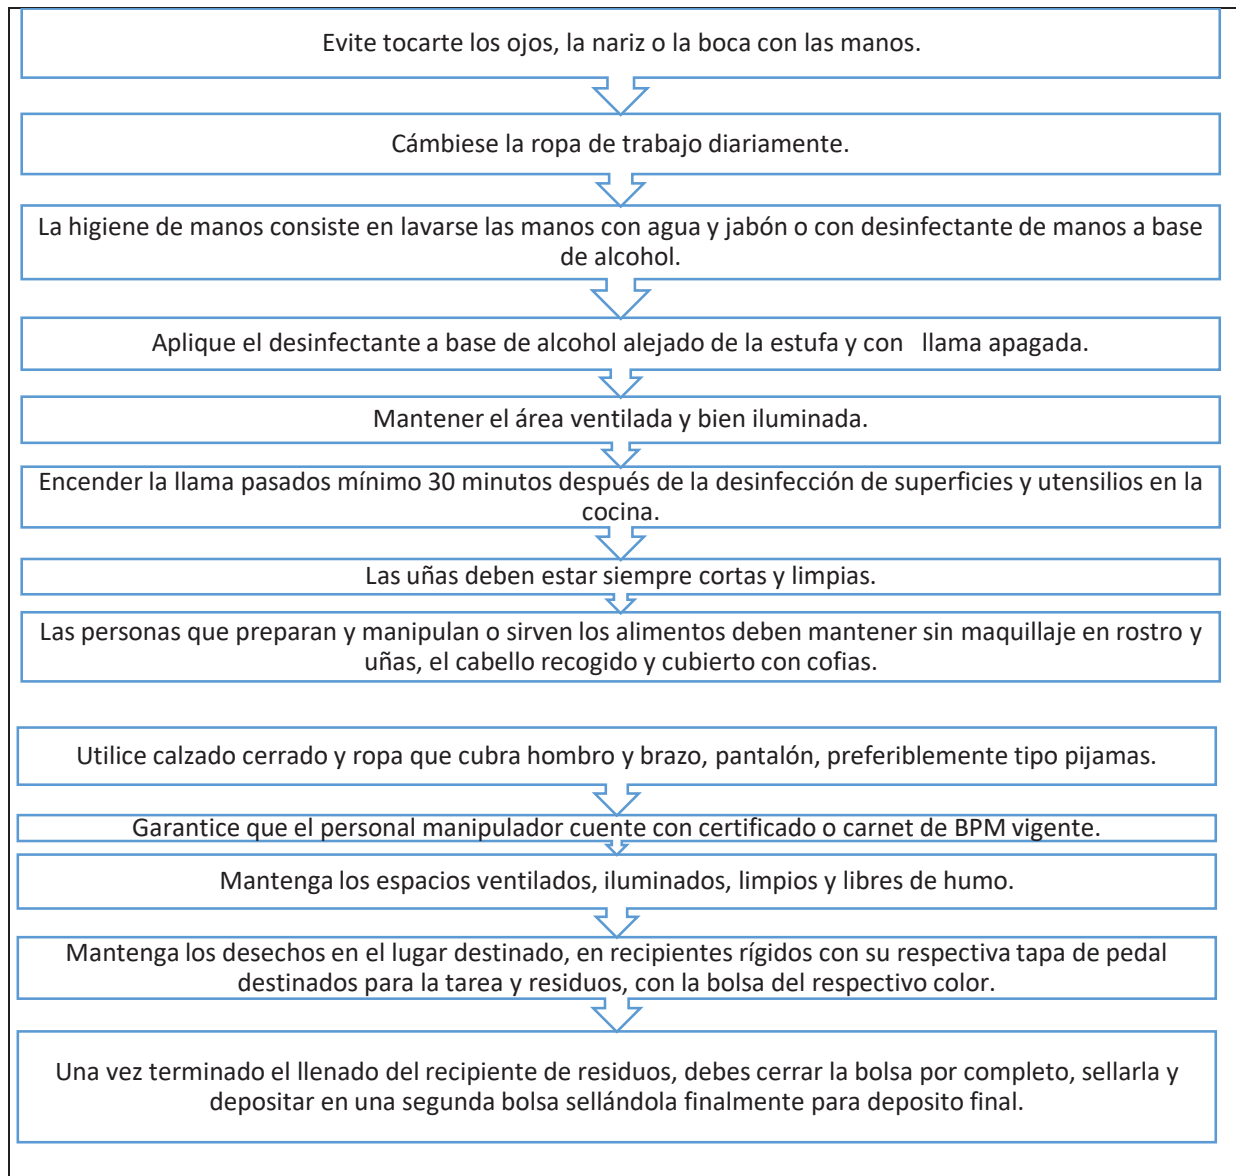 Evite tocarte los ojos, la nariz o la boca con las manos.
Cámbiese la ropa de trabajo diariamente.
La higiene de manos consiste en lavarse las manos con agua y jabón o con desinfectante de manos a base
de alcohol.
Aplique el desinfectante a base de alcohol alejado de la estufa y con llama apagada.
Mantener el área ventilada y bien iluminada.
Encender la llama pasados mínimo 30 minutos después de la desinfección de superficies y utensilios en la
cocina.
Las uñas deben estar siempre cortas y limpias.
Las personas que preparan y manipulan o sirven los alimentos deben mantener sin maquillaje en rostro y
uñas, el cabello recogido y cubierto con cofias.
Utilice calzado cerrado y ropa que cubra hombro y brazo, pantalón, preferiblemente tipo pijamas.
Garantice que el personal manipulador cuente con certificado o carnet de BPM vigente.
Mantenga los espacios ventilados, iluminados, limpios y libres de humo.
Mantenga los desechos en el lugar destinado, en recipientes rígidos con su respectiva tapa de pedal
destinados para la tarea y residuos, con la bolsa del respectivo color.
Una vez terminado el llenado del recipiente de residuos, debes cerrar la bolsa por completo, sellarla y
depositar en una segunda bolsa sellándola finalmente para deposito final.